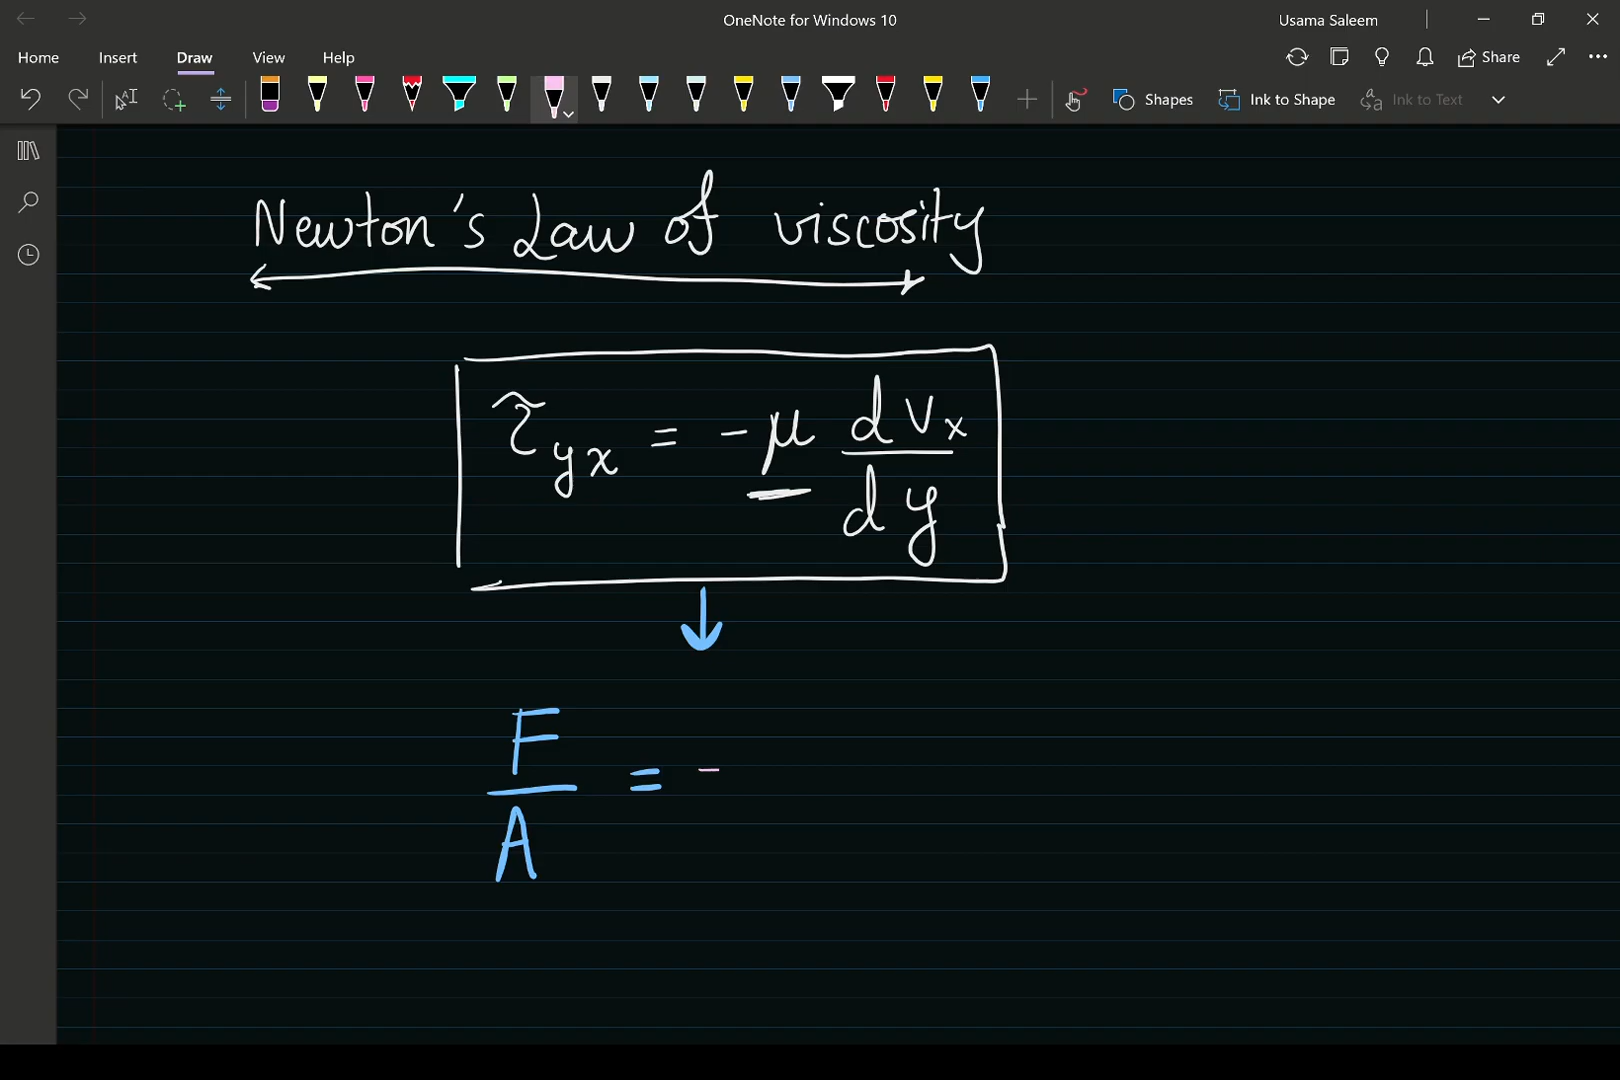 OneNote for Windows 10
Usama Saleem
Home Insert Draw View Help
Share
Shapes Ink to Shape Ink to Text
Newton's Law of viscosity
τ̃yx = -μ dvx
dy
F
A = -